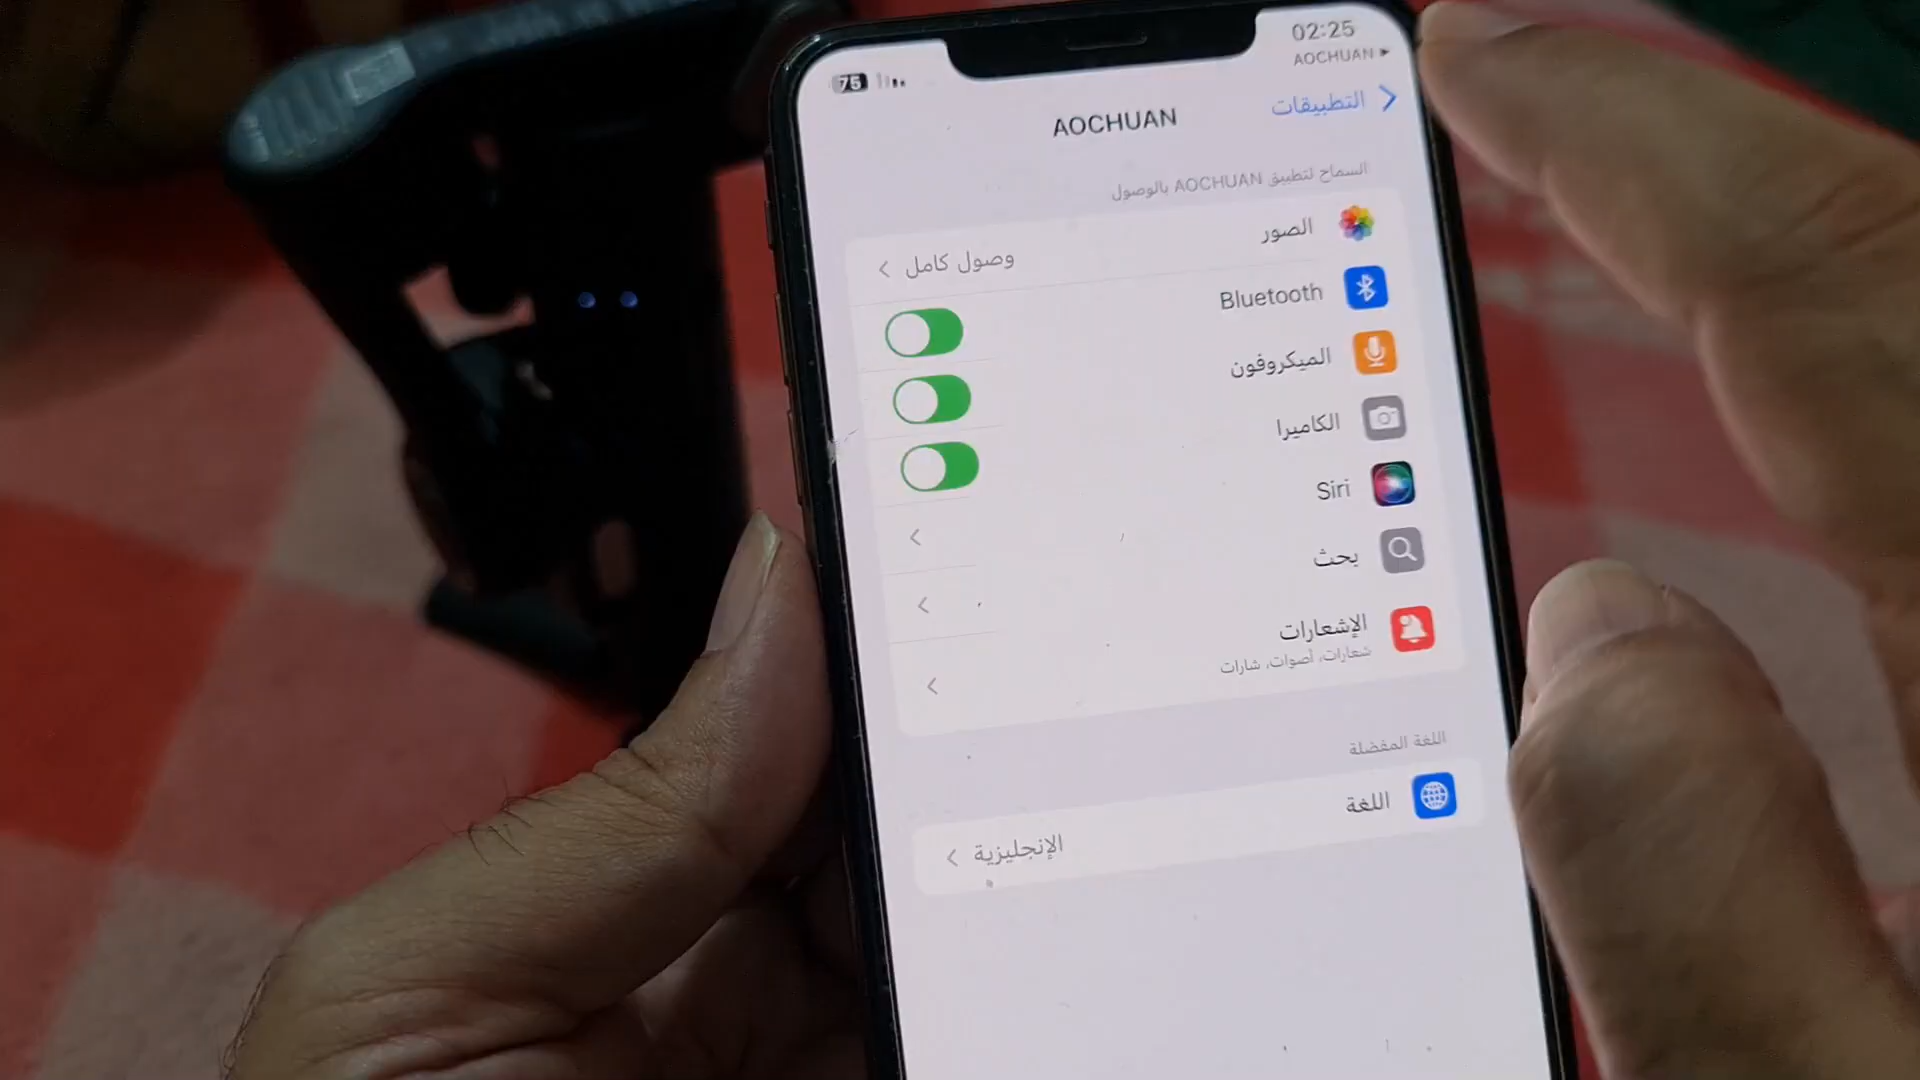 02:25
AOCHUAN
75
التطبيقات
AOCHUAN
السماح لتطبيق AOCHUAN بالوصول
الصور
وصول كامل
Bluetooth
الميكروفون
الكاميرا
Siri
بحث
الإشعارات
شعارات، أصوات، شارات
اللغة المفضلة
اللغة
الإنجليزية